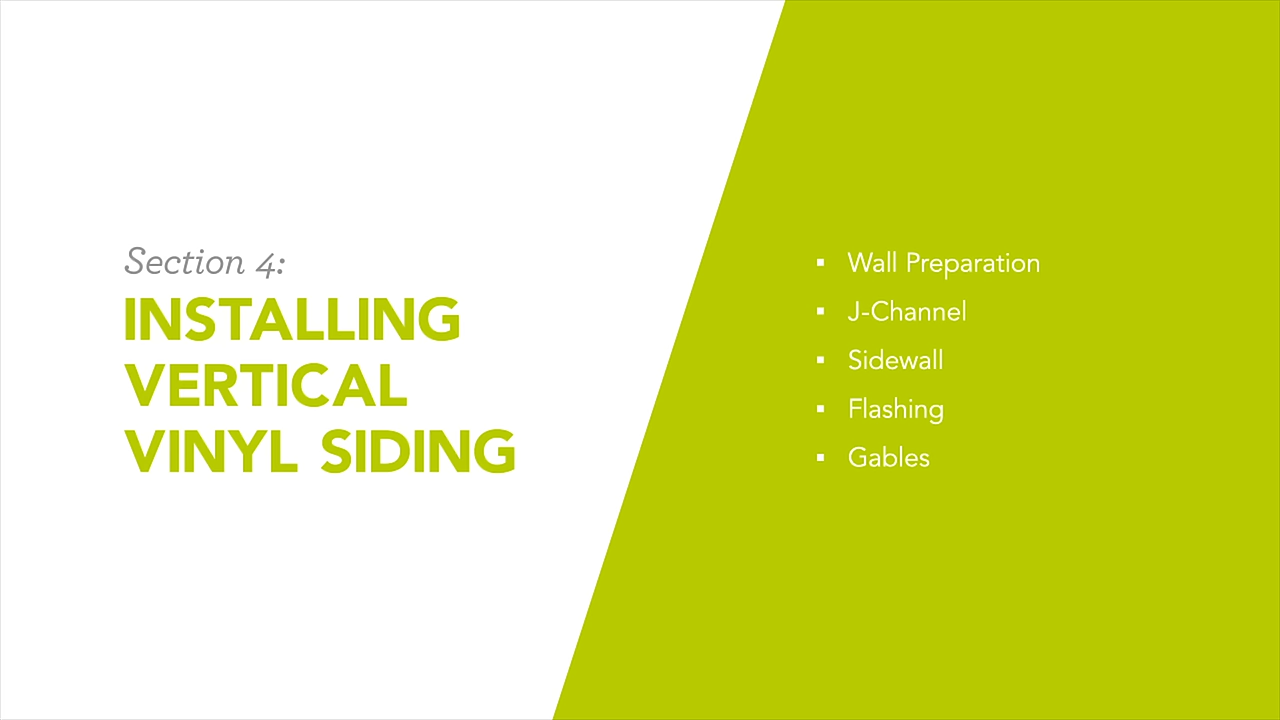 Section 4:
INSTALLING
VERTICAL
VINYL SIDING
▪ Wall Preparation
▪ J-Channel
▪ Sidewall
▪ Flashing
▪ Gables